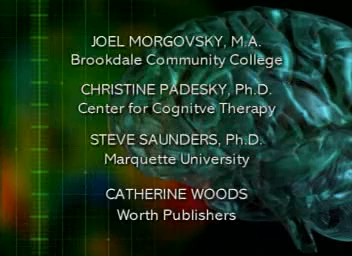 JOEL MORGOVSKY, M.A.
Brookdale Community College
CHRISTINE PADESKY, Ph.D.
Center for Cognitve Therapy
STEVE SAUNDERS, Ph.D.
Marquette University
CATHERINE WOODS
Worth Publishers